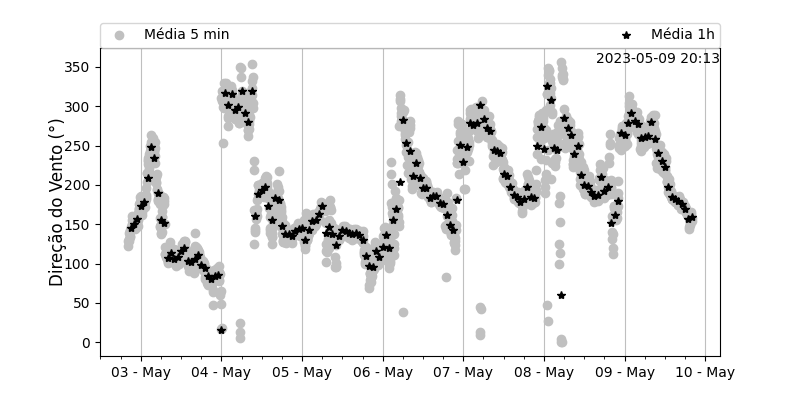 Média 5 min
Média 1h
2023-05-09 20:13
Direção do Vento (°)
350
300
250
200
150
100
50
0
03 - May
04 - May
05 - May
06 - May
07 - May
08 - May
09 - May
10 - May